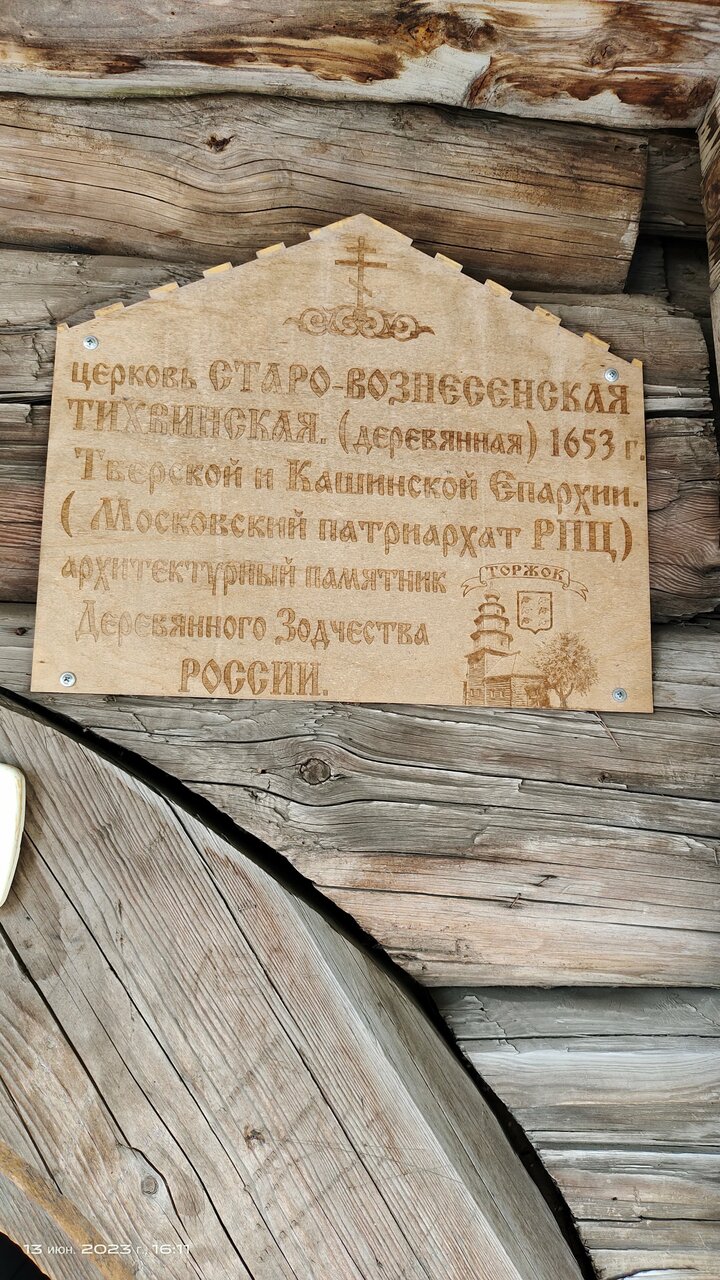 церковь СТАРО-ВОЗНЕСЕНСКАЯ
ТИХВИНСКАЯ. (деревянная) 1653 г.
Тверской и Кашинской Епархии.
(Московский патриархат РПЦ)
архитектурный памятник
ТОРЖОК
Деревянного Зодчества
РОССИИ.
13 июн. 2023 г., 16:11